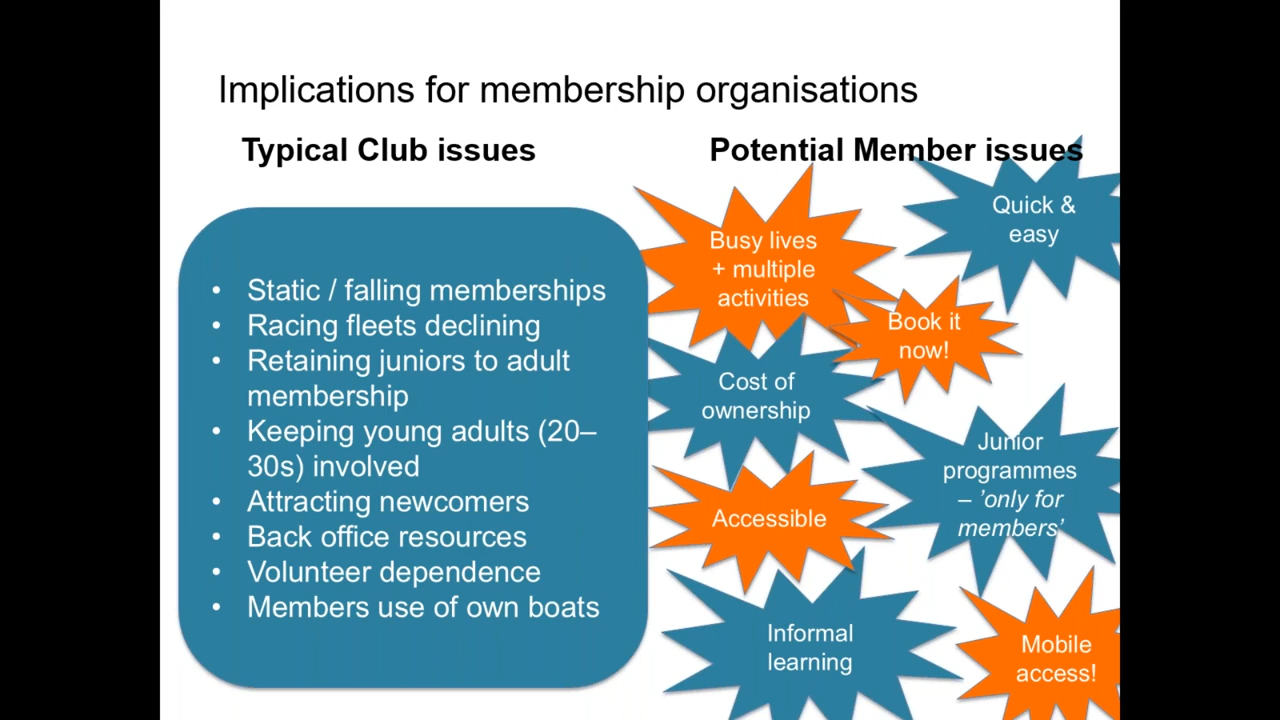 Implications for membership organisations
Typical Club issues
• Static / falling memberships
• Racing fleets declining
• Retaining juniors to adult
membership
• Keeping young adults (20–
30s) involved
• Attracting newcomers
• Back office resources
• Volunteer dependence
• Members use of own boats
Potential Member issues
Quick &
easy
Busy lives
+ multiple
activities
Book it
now!
Cost of
ownership
Junior
programmes
– ’only for
members’
Accessible
Informal
learning
Mobile
access!